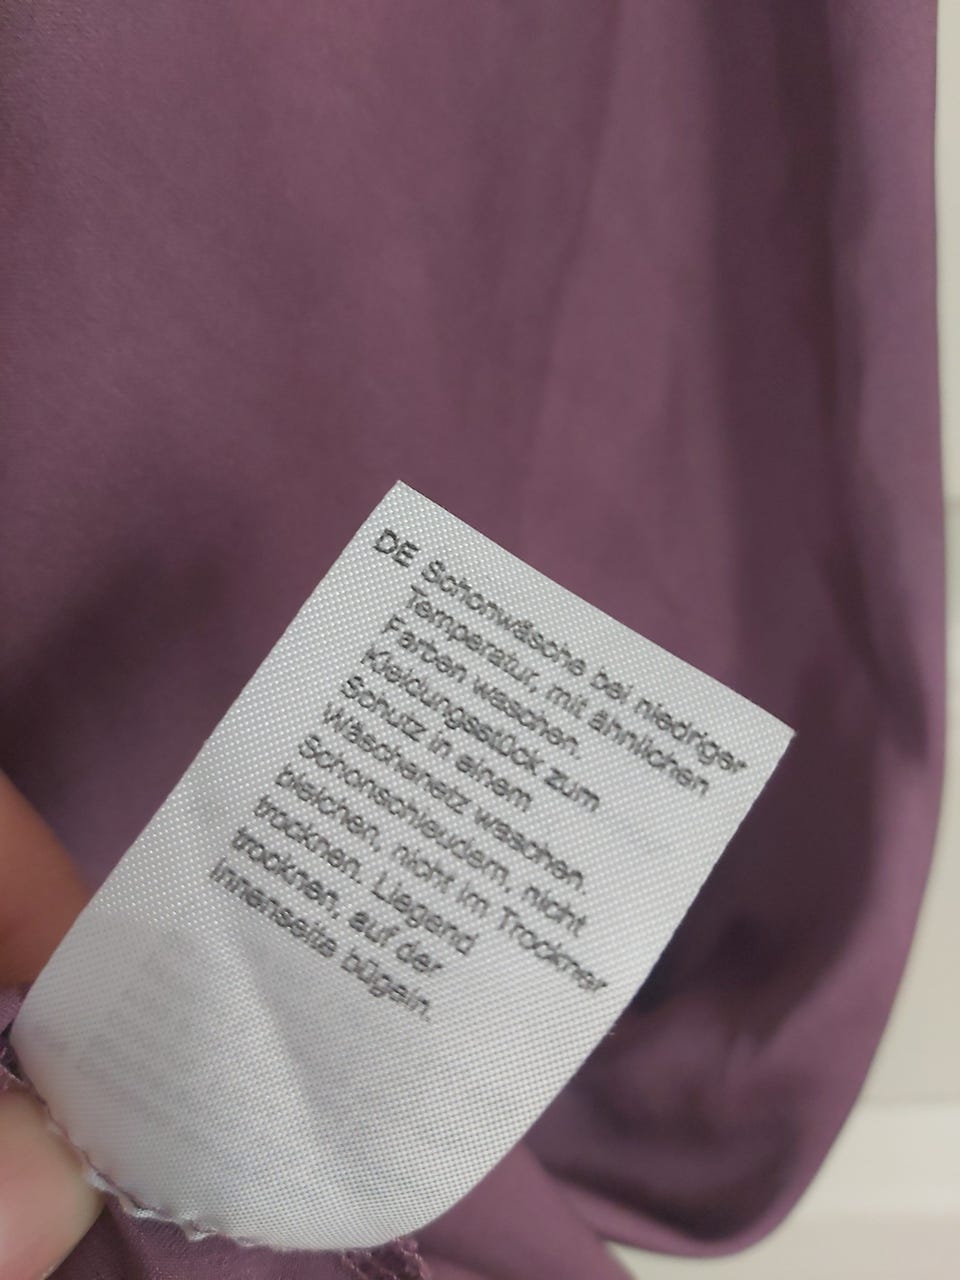 DE Schonwäsche bei niedriger
Temperatur, mit ähnlichen
Farben waschen.
Kleidungsstück zum
Schutz in einem
Wäschenetz waschen.
Schonschleudern, nicht
bleichen, nicht im Trockner
trocknen. Liegend
trocknen, auf der
Innenseite bügeln.